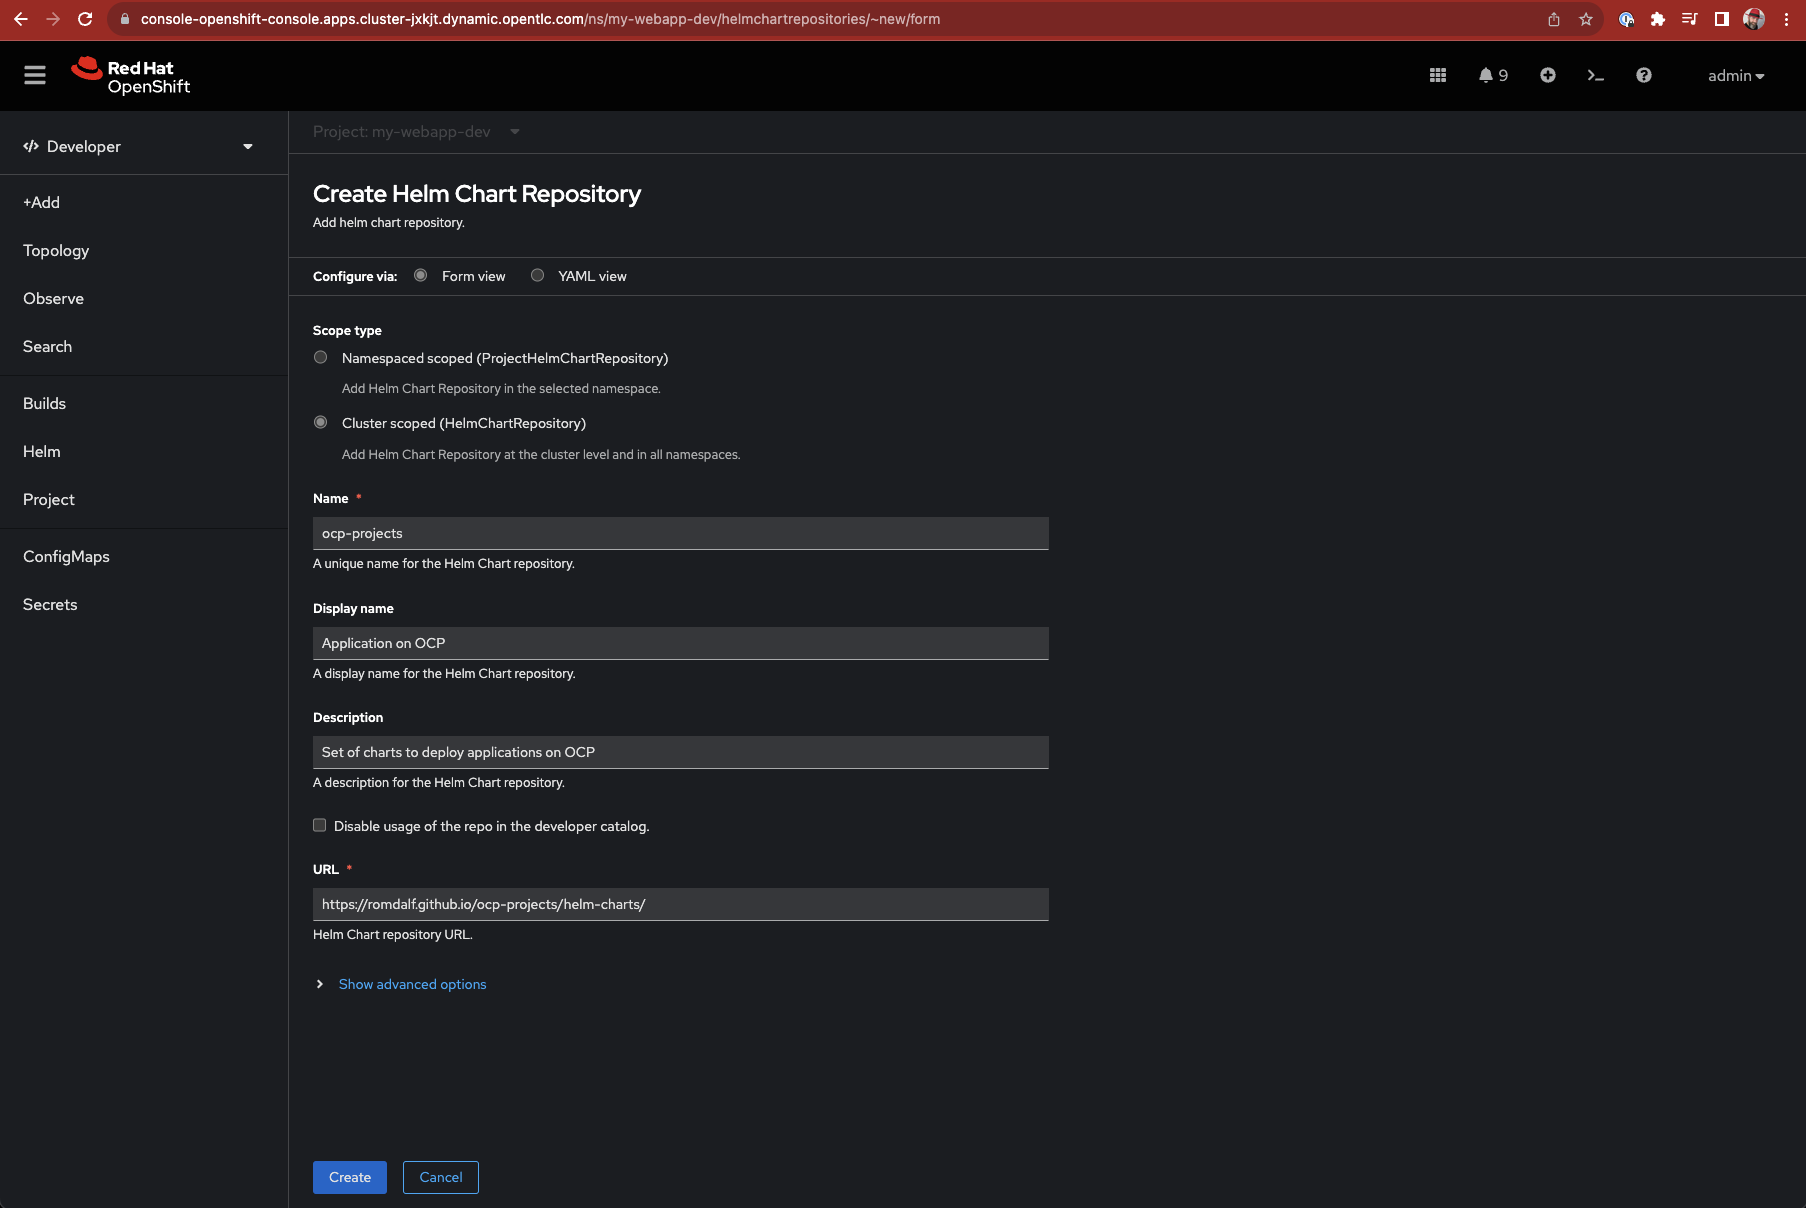 console-openshift-console.apps.cluster-jxkjt.dynamic.opentlc.com/ns/my-webapp-dev/helmchartrepositories/~new/form
Red Hat
OpenShift
9
admin
Developer
Project: my-webapp-dev
+Add
Topology
Observe
Search
Builds
Helm
Project
ConfigMaps
Secrets
Create Helm Chart Repository
Add helm chart repository.
Configure via: Form view YAML view
Scope type
Namespaced scoped (ProjectHelmChartRepository)
Add Helm Chart Repository in the selected namespace.
Cluster scoped (HelmChartRepository)
Add Helm Chart Repository at the cluster level and in all namespaces.
Name *
ocp-projects
A unique name for the Helm Chart repository.
Display name
Application on OCP
A display name for the Helm Chart repository.
Description
Set of charts to deploy applications on OCP
A description for the Helm Chart repository.
Disable usage of the repo in the developer catalog.
URL *
https://romdalf.github.io/ocp-projects/helm-charts/
Helm Chart repository URL.
Show advanced options
Create Cancel